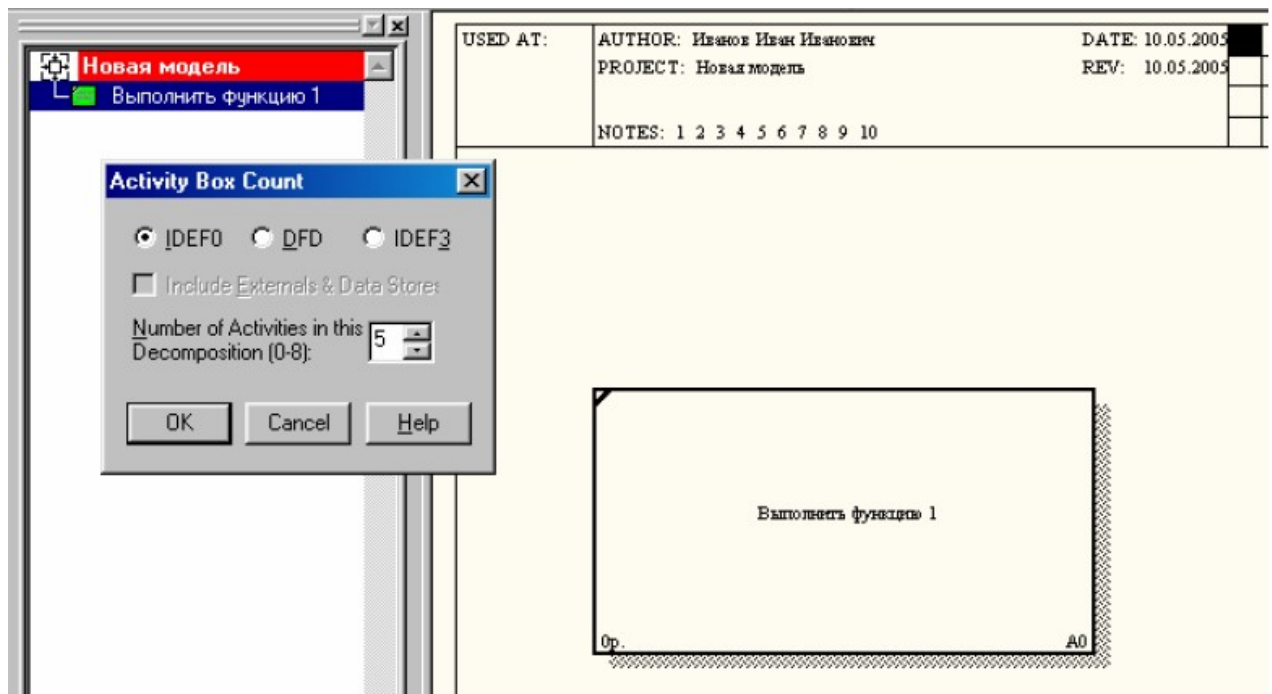 Новая модель
Выполнить функцию 1
Activity Box Count
IDEF0 DFD IDEF3
Include Externals & Data Stores
Number of Activities in this
Decomposition (0-8):
5
OK Cancel Help
USED AT:
AUTHOR: Иванов Иван Иванович
DATE: 10.05.2005
PROJECT: Новая модель
REV: 10.05.2005
NOTES: 1 2 3 4 5 6 7 8 9 10
Выполнить функцию 1
0р.
A0